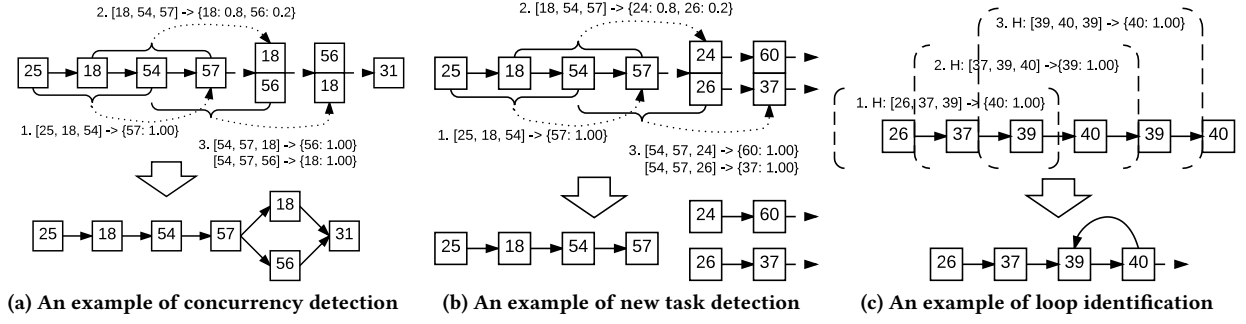 2. [18, 54, 57] -> {18: 0.8, 56: 0.2}
25 18 54 57 18 56 56 18 31
1. [25, 18, 54] -> {57: 1.00}
3. [54, 57, 18] -> {56: 1.00}
[54, 57, 56] -> {18: 1.00}
18
25 18 54 57 31
56
(a) An example of concurrency detection
2. [18, 54, 57] -> {24: 0.8, 26: 0.2}
24 60
25 18 54 57
26 37
1. [25, 18, 54] -> {57: 1.00}
3. [54, 57, 24] -> {60: 1.00}
[54, 57, 26] -> {37: 1.00}
24 60
25 18 54 57
26 37
(b) An example of new task detection
3. H: [39, 40, 39] -> {40: 1.00}
2. H: [37, 39, 40] ->{39: 1.00}
1. H: [26, 37, 39] -> {40: 1.00}
26 37 39 40 39 40
26 37 39 40
(c) An example of loop identification